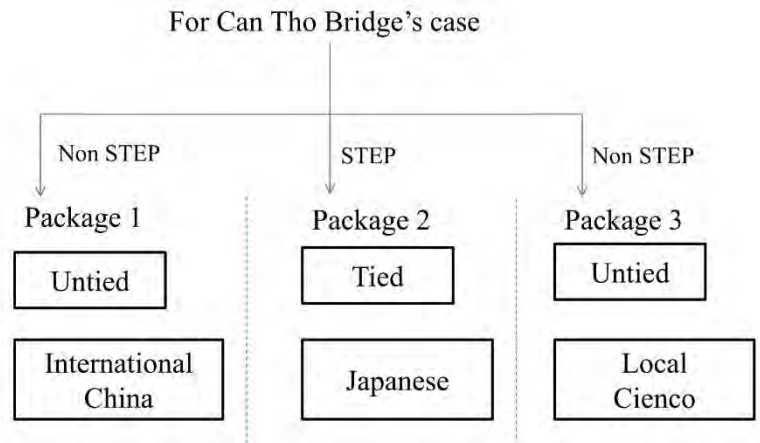 For Can Tho Bridge's case
Non STEP
STEP
Non STEP
Package 1
Package 2
Package 3
Untied
Tied
Untied
International
China
Japanese
Local
Cienco